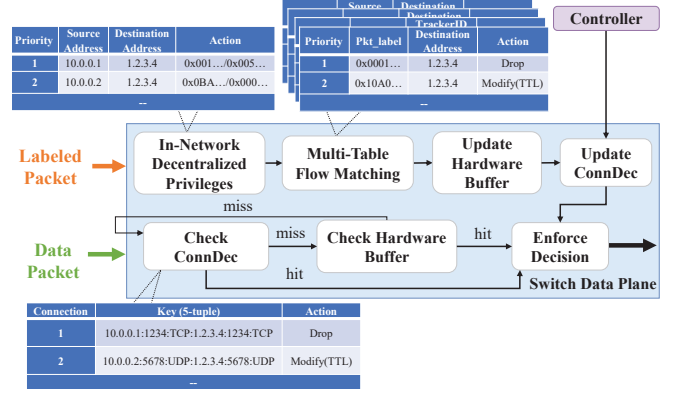 Source Destination
Destination
TrackerID
Controller
Priority Source Address Destination Address Action
1 10.0.0.1 1.2.3.4 0x001.../0x005...
2 10.0.0.2 1.2.3.4 0x0BA.../0x000...
...
Priority Pkt_label Destination Address Action
1 0x0001... 1.2.3.4 Drop
2 0x10A0... 1.2.3.4 Modify(TTL)
...
Labeled Packet
In-Network Decentralized Privileges
Multi-Table Flow Matching
Update Hardware Buffer
Update ConnDec
miss
Data Packet
Check ConnDec
miss
Check Hardware Buffer
hit
Enforce Decision
hit
Switch Data Plane
Connection Key (5-tuple) Action
1 10.0.0.1:1234:TCP:1.2.3.4:1234:TCP Drop
2 10.0.0.2:5678:UDP:1.2.3.4:5678:UDP Modify(TTL)
...